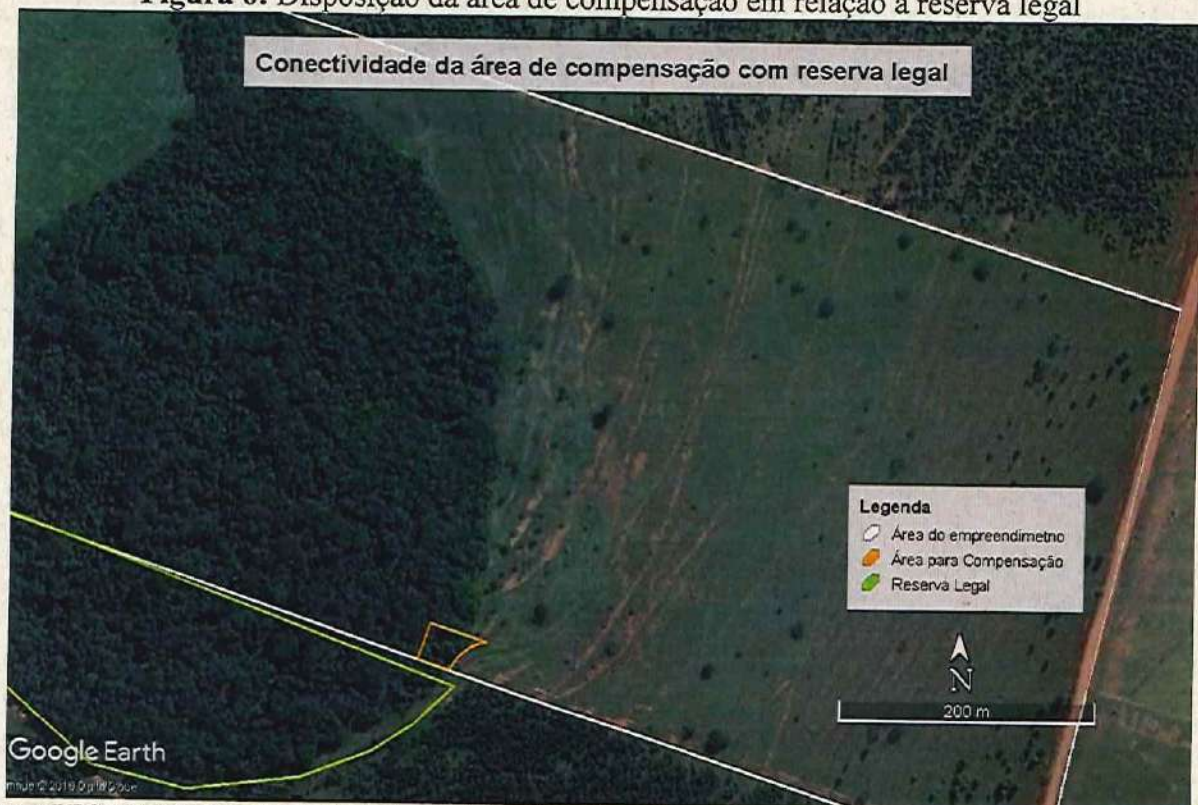 Figura 6: Disposição da área de compensação em relação à reserva legal
Conectividade da área de compensação com reserva legal
Legenda
Área do empreendimetno
Área para Compensação
Reserva Legal
N
200 m
Google Earth